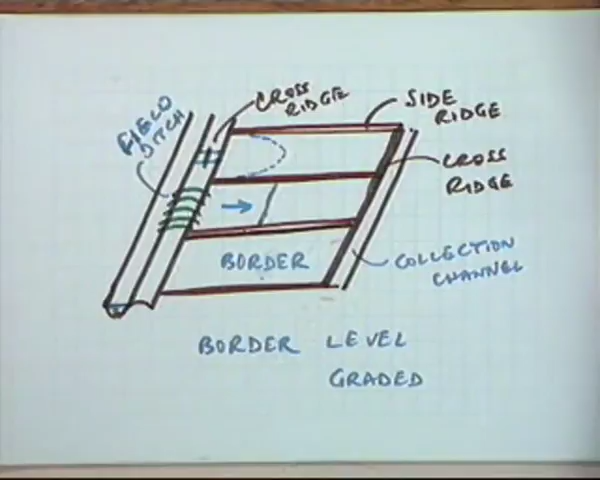 CROSS
RIDGE
SIDE
RIDGE
FIELD
DITCH
CROSS
RIDGE
BORDER
COLLECTION
CHANNEL
BORDER LEVEL
GRADED